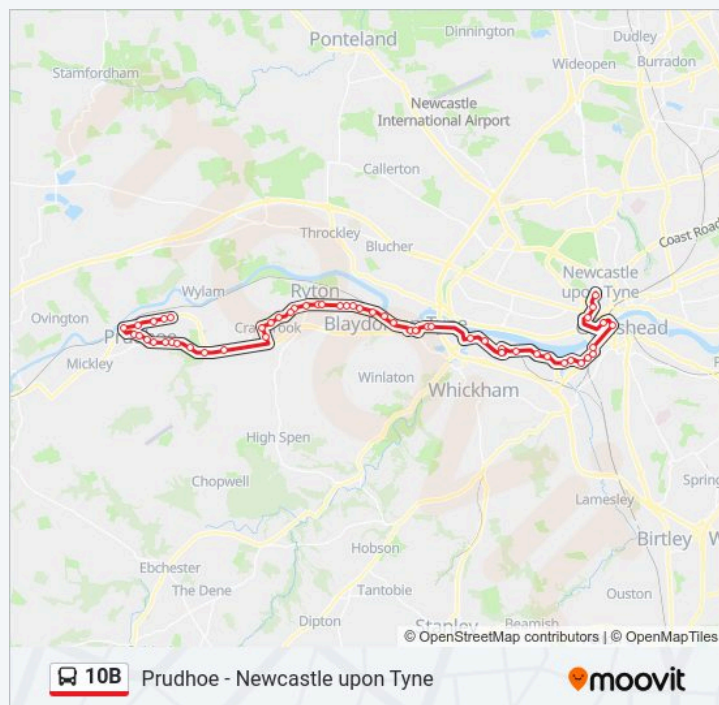 Dinnington
Dudley
Ponteland
Wideopen
Burradon
Stamfordham
Newcastle
International Airport
Callerton
Throckley
Blucher
Coast Road
Newcastle
upon Tyne
Wylam
Ryton
Ovington
Mickley
Winlaton
Whickham
High Spen
Chopwell
Lamesley
Birtley
Hobson
Ebchester
The Dene
Tantobie
Ouston
Dipton
Stanley
Beamish
© OpenStreetMap contributors | © OpenMapTiles
10B Prudhoe - Newcastle upon Tyne
moovit